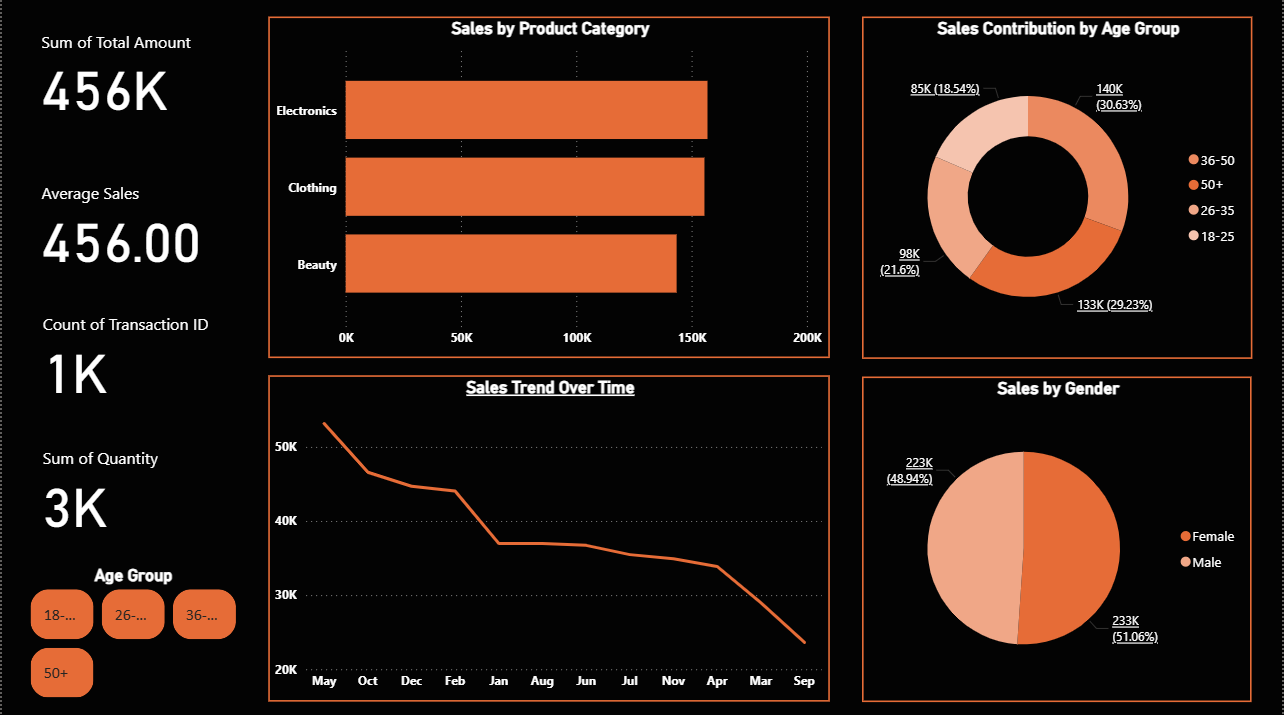 Sum of Total Amount
456K
Average Sales
456.00
Count of Transaction ID
1K
Sum of Quantity
3K
Age Group
18-...
26-...
36-...
50+
Sales by Product Category
Electronics
Clothing
Beauty
0K
50K
100K
150K
200K
Sales Contribution by Age Group
85K (18.54%)
140K
(30.63%)
98K
(21.6%)
133K (29.23%)
36-50
50+
26-35
18-25
Sales Trend Over Time
50K
40K
30K
20K
May
Oct
Dec
Feb
Jan
Aug
Jun
Jul
Nov
Apr
Mar
Sep
Sales by Gender
223K
(48.94%)
233K
(51.06%)
Female
Male